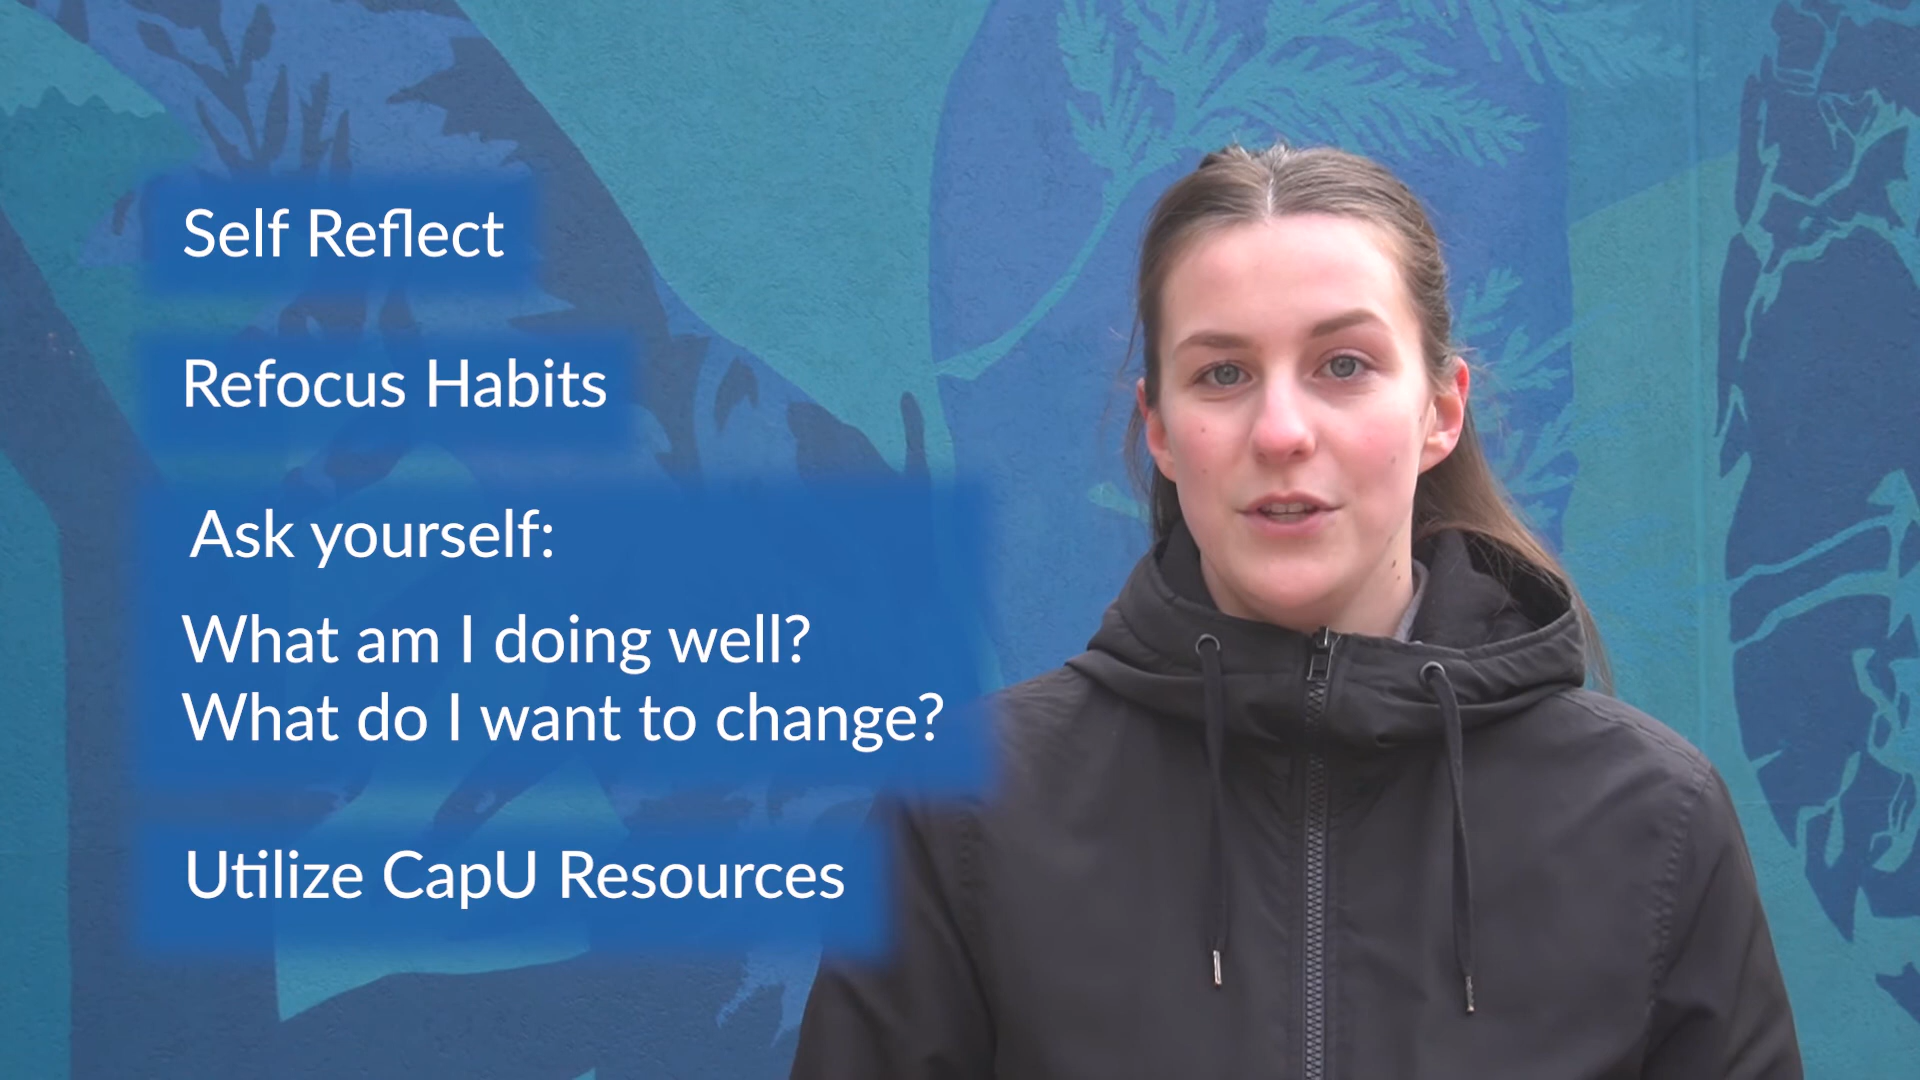 Self Reflect
Refocus Habits
Ask yourself:
What am I doing well?
What do I want to change?
Utilize CapU Resources